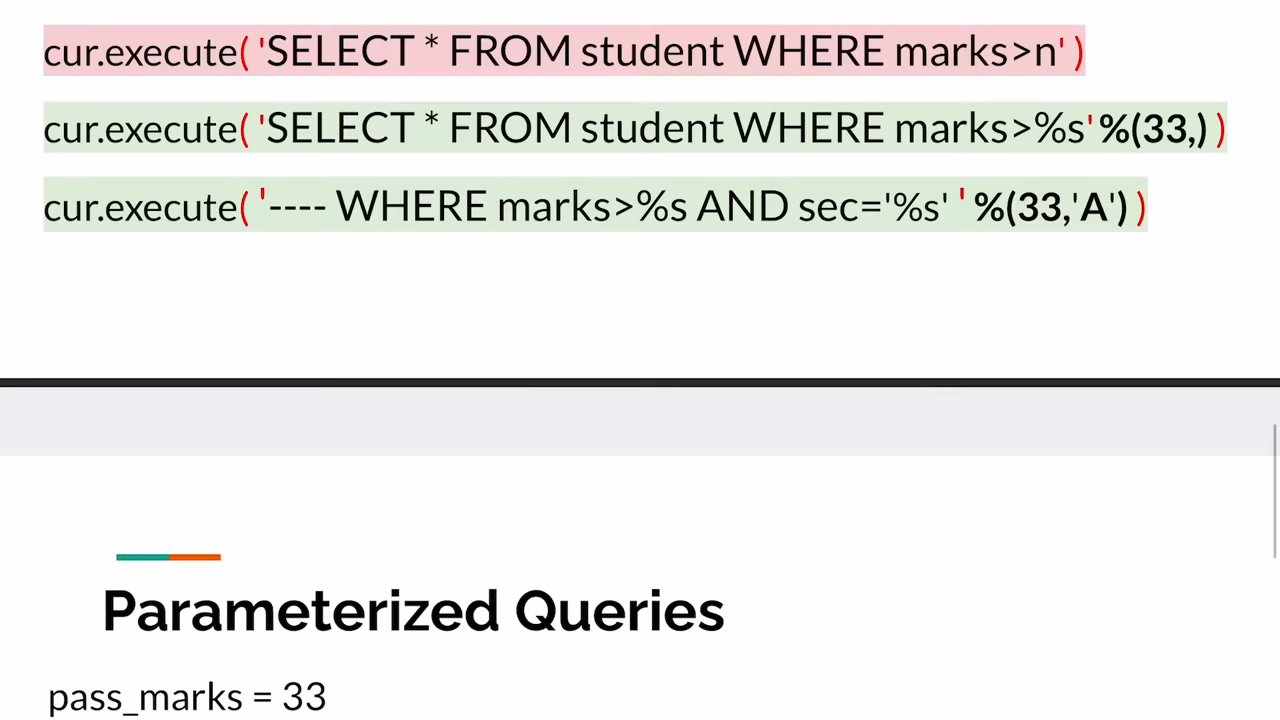 cur.execute( 'SELECT * FROM student WHERE marks>n' )
cur.execute( 'SELECT * FROM student WHERE marks>%s' %(33,) )
cur.execute( '---- WHERE marks>%s AND sec='%s' ' %(33,'A') )
Parameterized Queries
pass_marks = 33